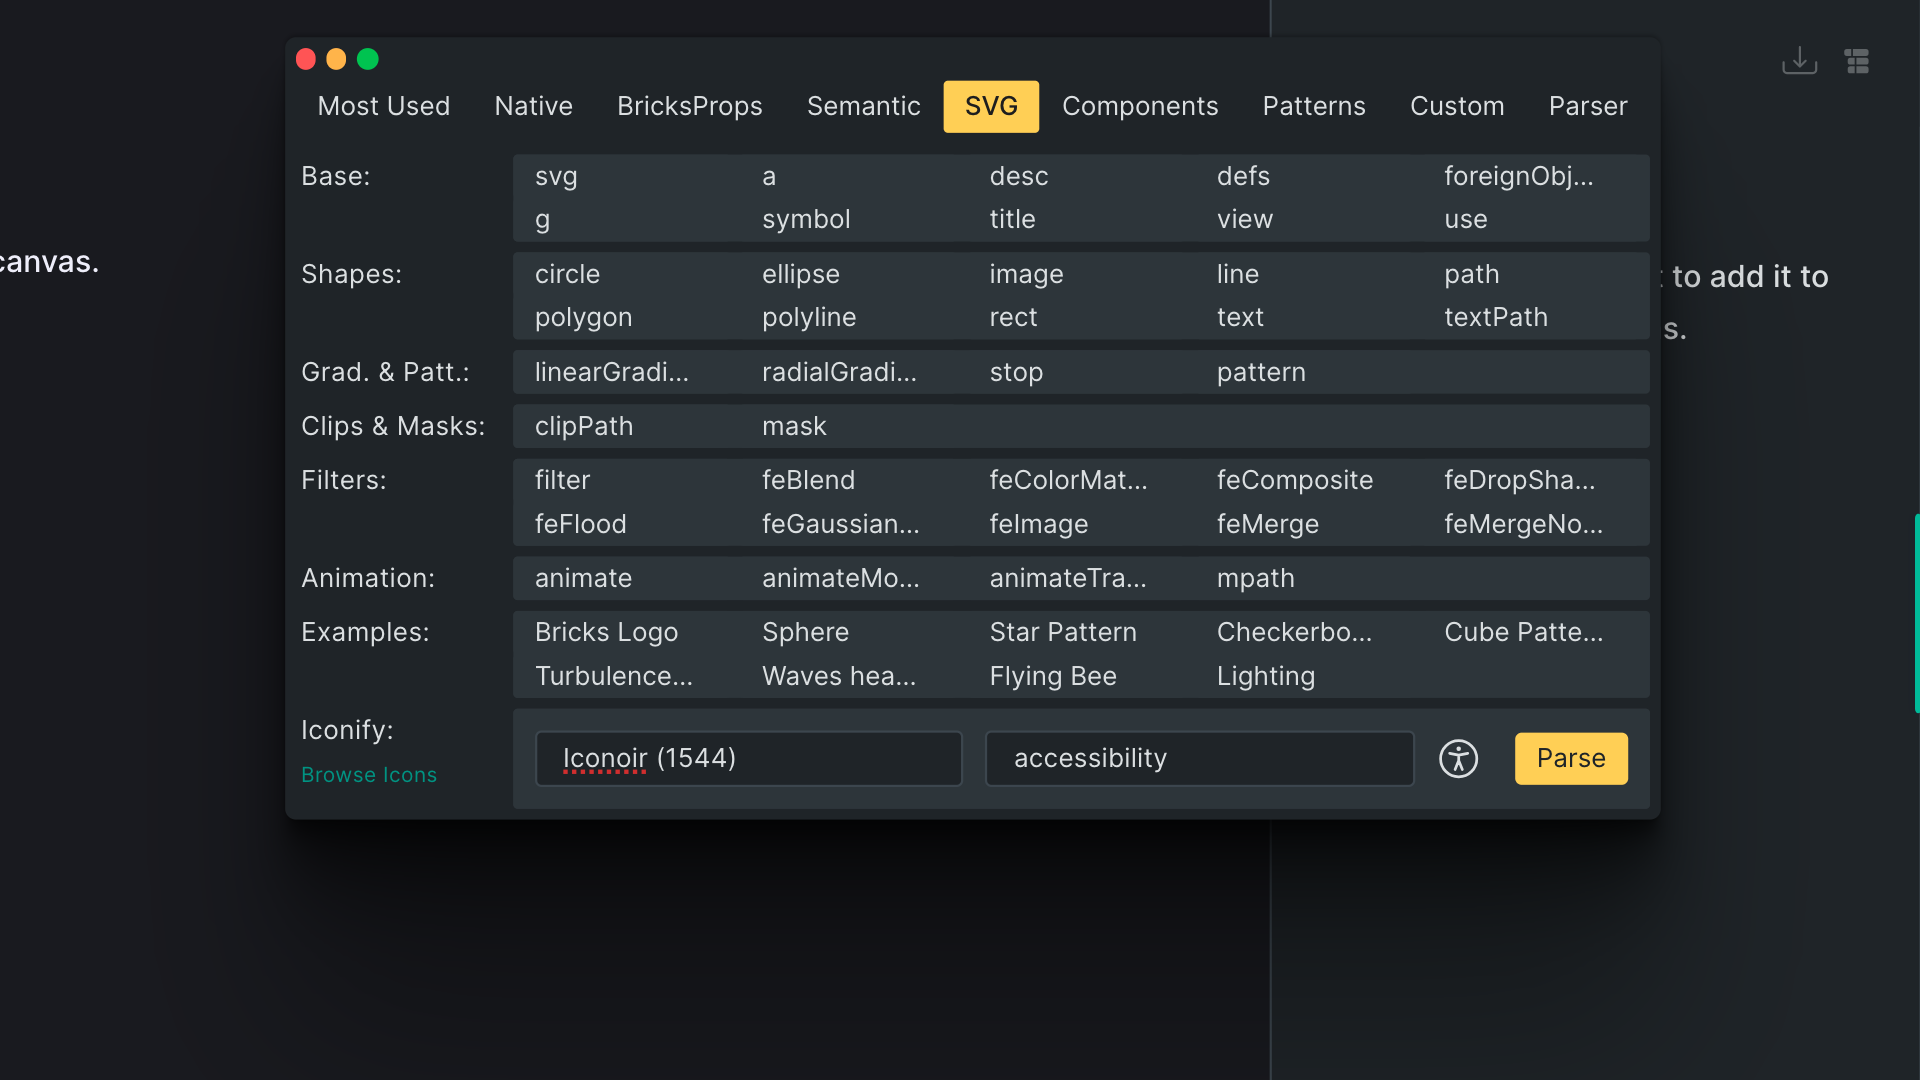 Most Used Native BricksProps Semantic SVG Components Patterns Custom Parser
Base: svg a desc defs foreignObj...
g symbol title view use
canvas.
Shapes: circle ellipse image line path
to add it to
polygon polyline rect text textPath
s.
Grad. & Patt.: linearGradi... radialGradi... stop pattern
Clips & Masks: clipPath mask
Filters: filter feBlend feColorMat... feComposite feDropSha...
feFlood feGaussian... feImage feMerge feMergeNo...
Animation: animate animateMo... animateTra... mpath
Examples: Bricks Logo Sphere Star Pattern Checkerbo... Cube Patte...
Turbulence... Waves hea... Flying Bee Lighting
Iconify: Iconoir (1544) accessibility Parse
Browse Icons